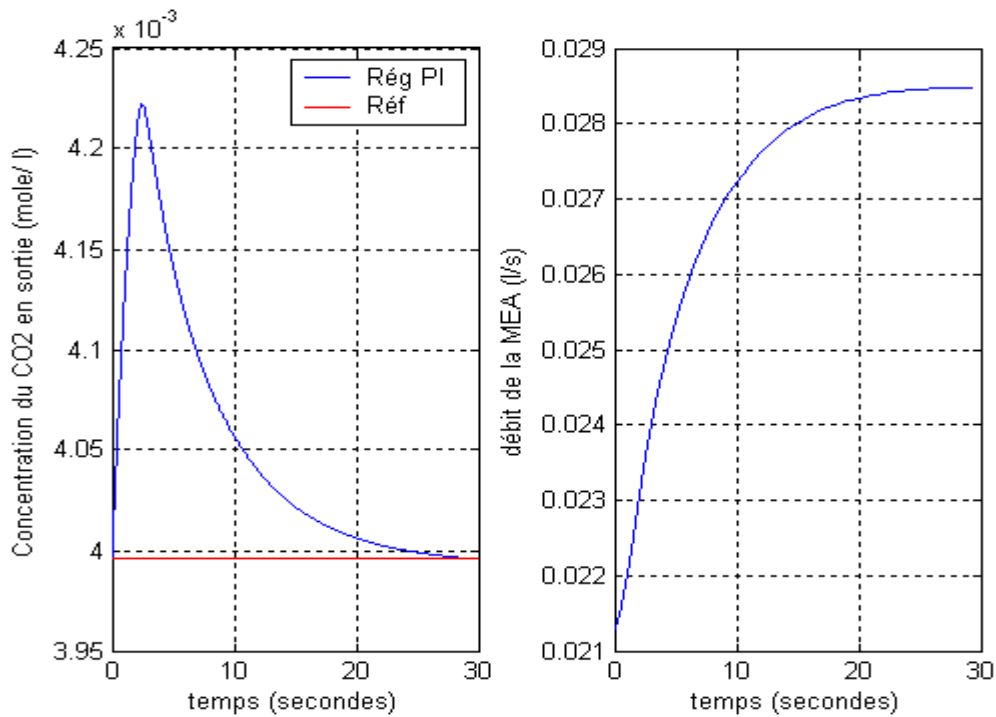 x 10-3
4.25
4.2
4.15
4.1
4.05
4
3.95
Concentration du CO2 en sortie (mole/ l)
Rég PI
Réf
0 10 20 30
temps (secondes)
0.029
0.028
0.027
0.026
0.025
0.024
0.023
0.022
0.021
débit de la MEA (l/s)
0 10 20 30
temps (secondes)